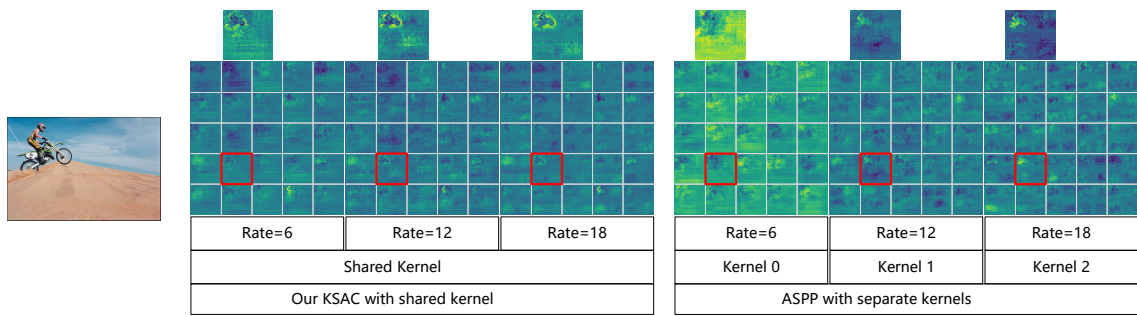 Rate=6 Rate=12 Rate=18 Rate=6 Rate=12 Rate=18
Shared Kernel Kernel 0 Kernel 1 Kernel 2
Our KSAC with shared kernel ASPP with separate kernels